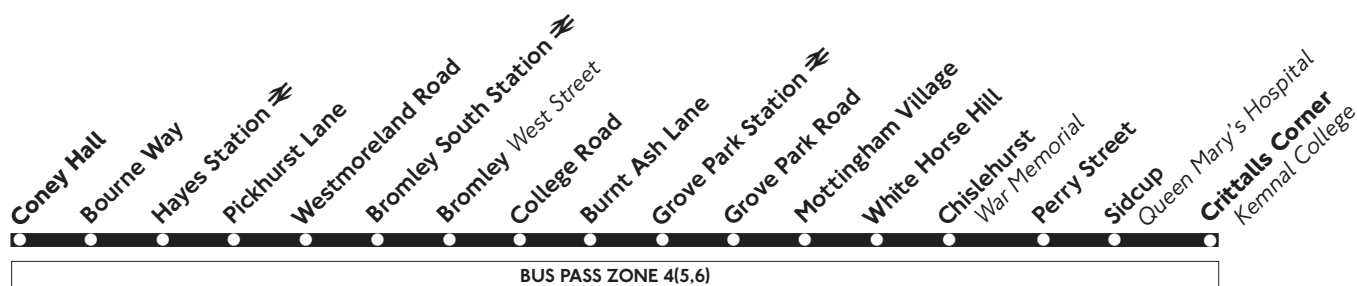 Coney Hall
Bourne Way
Hayes Station
Pickhurst Lane
Westmoreland Road
Bromley South Station
Bromley West Street
College Road
Burnt Ash Lane
Grove Park Station
Grove Park Road
Mottingham Village
White Horse Hill
Chislehurst
War Memorial
Perry Street
Sidcup
Queen Mary's Hospital
Crittalls Corner
Kemnal College
BUS PASS ZONE 4(5,6)